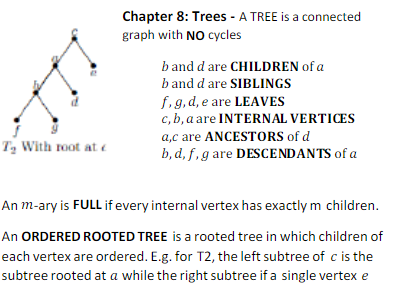 Chapter 8: Trees - A TREE is a connected
graph with NO cycles
c
a
e
b
d
f
g
T2 With root at c
b and d are CHILDREN of a
b and d are SIBLINGS
f, g, d, e are LEAVES
c, b, a are INTERNAL VERTICES
a,c are ANCESTORS of d
b, d, f, g are DESCENDANTS of a
An m-ary is FULL if every internal vertex has exactly m children.
An ORDERED ROOTED TREE is a rooted tree in which children of
each vertex are ordered. E.g. for T2, the left subtree of c is the
subtree rooted at a while the right subtree if a single vertex e